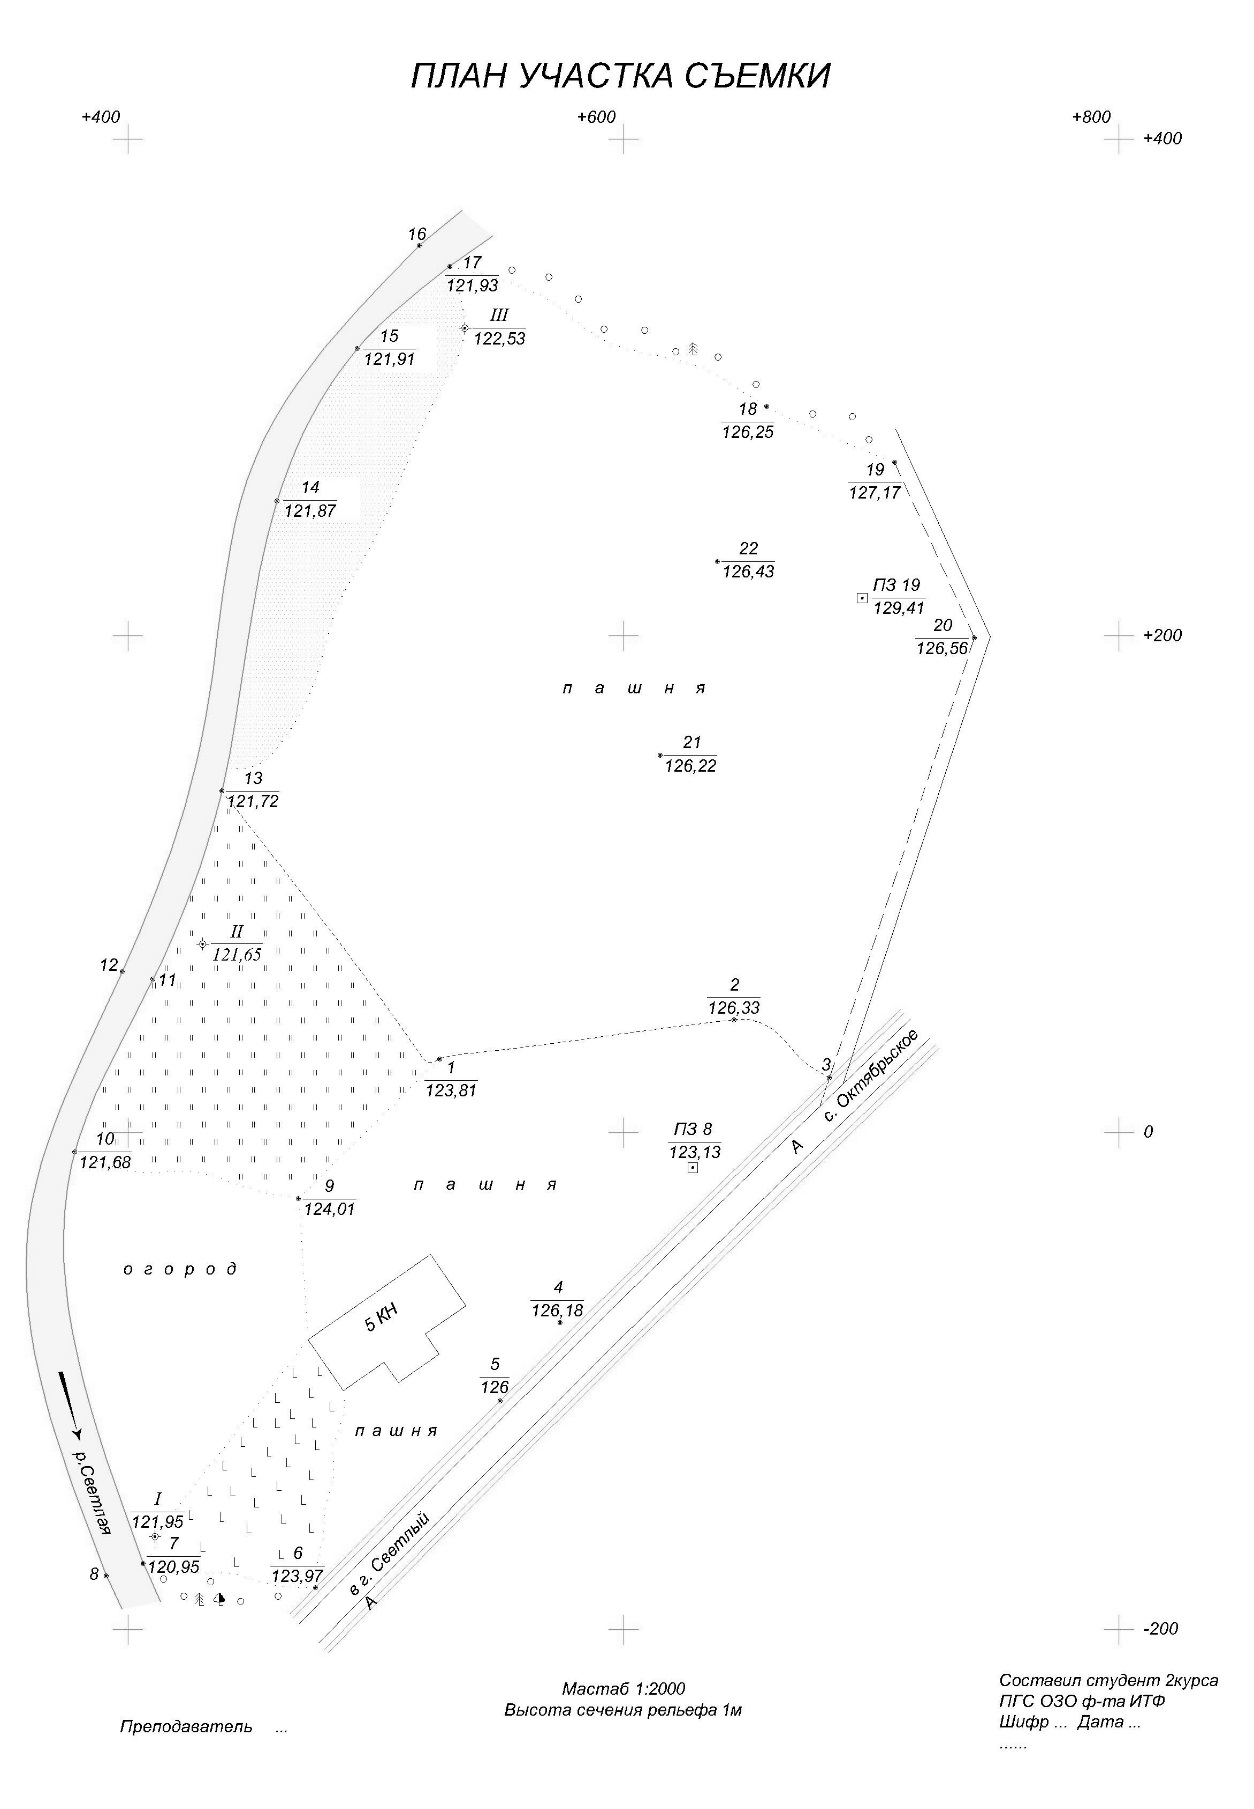 ПЛАН УЧАСТКА СЪЕМКИ
+400
+600
+800
+400
16
17
121,93
III
122,53
15
121,91
18
126,25
19
127,17
14
121,87
22
126,43
ПЗ 19
129,41
20
126,56
+200
пашня
21
126,22
13
121,72
II
121,65
12
11
2
126,33
1
123,81
3
с. Октябрьское
А
ПЗ 8
123,13
0
10
121,68
9
124,01
пашня
огород
4
126,18
5 КН
5
126
пашня
р.Светлая
I
121,95
7
120,95
8
6
123,97
в г. Светлый
А
-200
Мастаб 1:2000
Высота сечения рельефа 1м
Составил студент 2курса
ПГС ОЗО ф-та ИТФ
Шифр ... Дата ...
......
Преподаватель ...